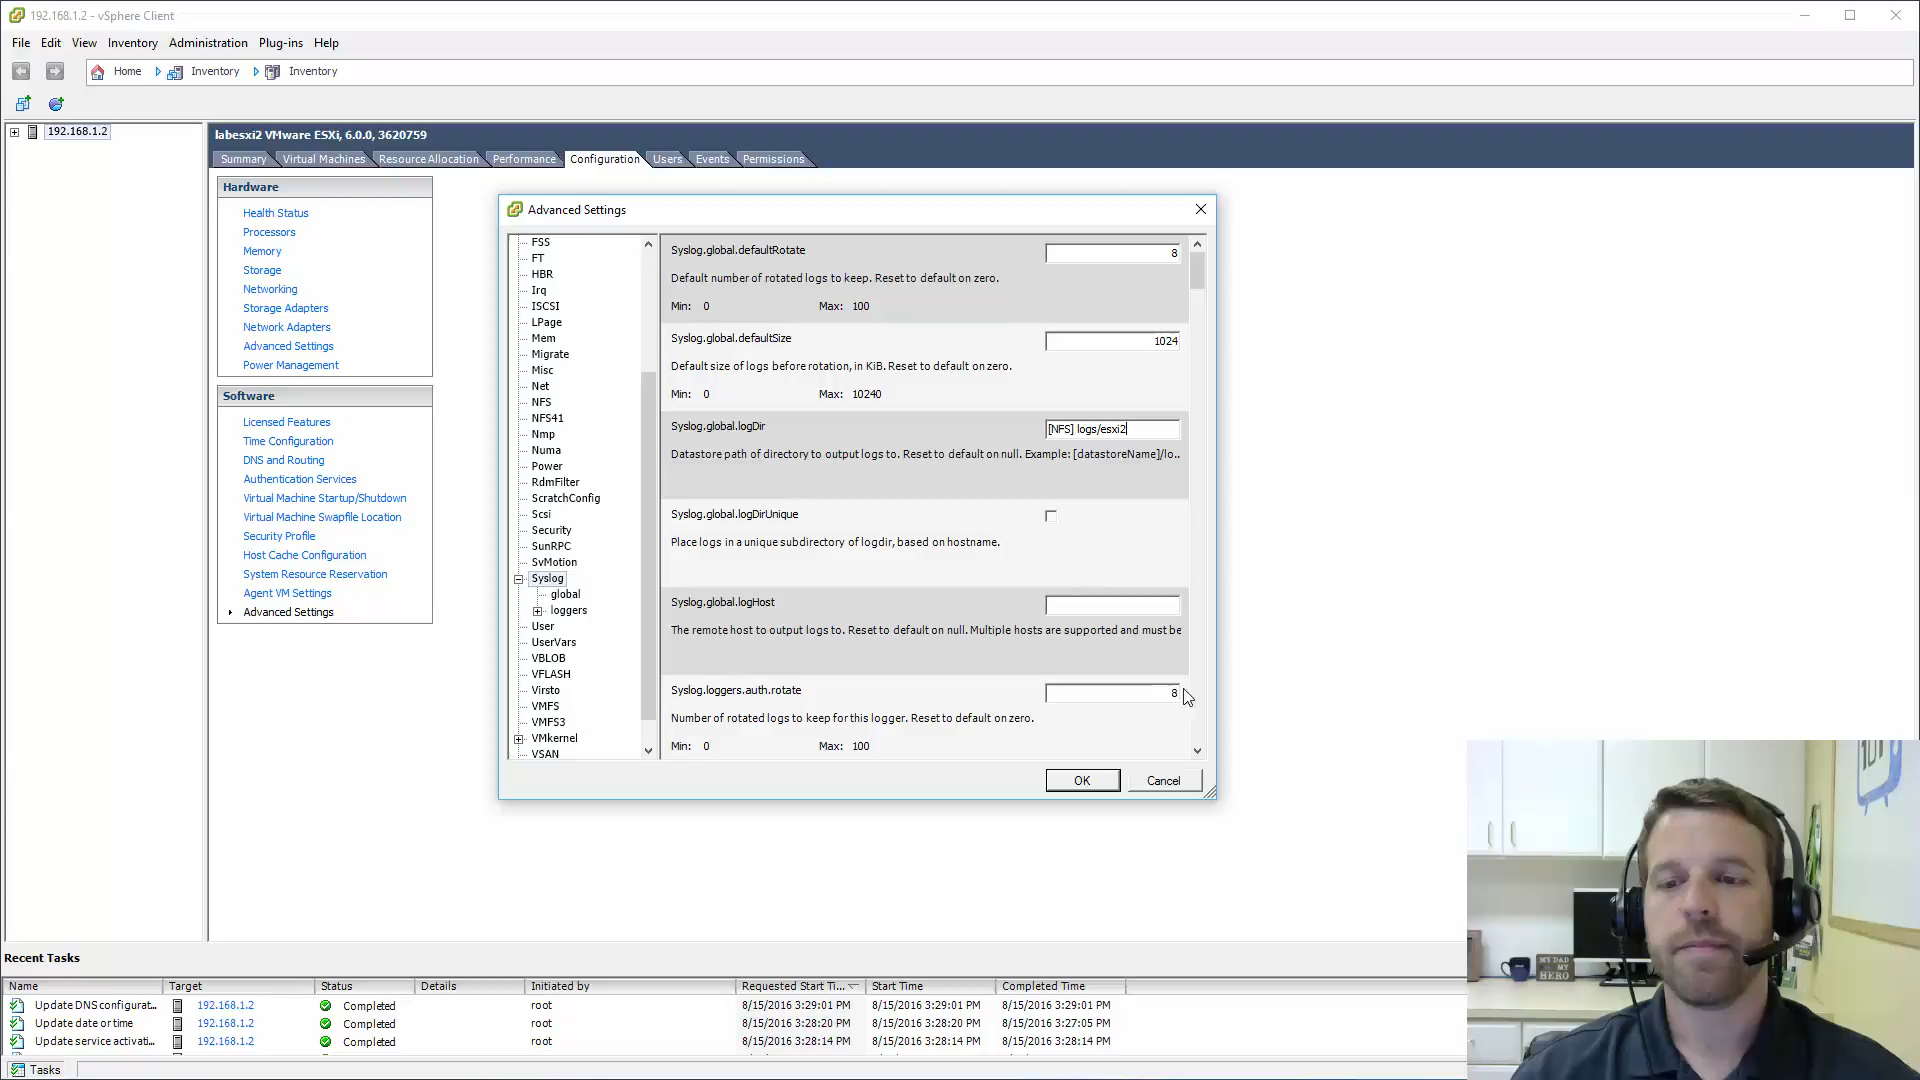 192.168.1.2 - vSphere Client
File Edit View Inventory Administration Plug-ins Help
Home Inventory Inventory
192.168.1.2
labesxi2 VMware ESXi, 6.0.0, 3620759
Summary Virtual Machines Resource Allocation Performance Configuration Users Events Permissions
Hardware
Health Status
Processors
Memory
Storage
Networking
Storage Adapters
Network Adapters
Advanced Settings
Power Management
Software
Licensed Features
Time Configuration
DNS and Routing
Authentication Services
Virtual Machine Startup/Shutdown
Virtual Machine Swapfile Location
Security Profile
Host Cache Configuration
System Resource Reservation
Agent VM Settings
Advanced Settings
Advanced Settings
FSS
FT
HBR
Irq
ISCSI
LPage
Mem
Migrate
Misc
Net
NFS
NFS41
Nmp
Numa
Power
RdmFilter
ScratchConfig
Scsi
Security
SunRPC
SvMotion
Syslog
global
loggers
User
UserVars
VBLOB
VFLASH
Virsto
VMFS
VMFS3
VMkernel
VSAN
Syslog.global.defaultRotate 8
Default number of rotated logs to keep. Reset to default on zero.
Min: 0 Max: 100
Syslog.global.defaultSize 1024
Default size of logs before rotation, in KiB. Reset to default on zero.
Min: 0 Max: 10240
Syslog.global.logDir [NFS] logs/esxi2
Datastore path of directory to output logs to. Reset to default on null. Example: [datastoreName]/lo..
Syslog.global.logDirUnique
Place logs in a unique subdirectory of logdir, based on hostname.
Syslog.global.logHost
The remote host to output logs to. Reset to default on null. Multiple hosts are supported and must be
Syslog.loggers.auth.rotate 8
Number of rotated logs to keep for this logger. Reset to default on zero.
Min: 0 Max: 100
OK Cancel
Recent Tasks
Name Target Status Details Initiated by Requested Start Ti... Start Time Completed Time
Update DNS configurat... 192.168.1.2 Completed root 8/15/2016 3:29:01 PM 8/15/2016 3:29:01 PM 8/15/2016 3:29:01 PM
Update date or time 192.168.1.2 Completed root 8/15/2016 3:28:20 PM 8/15/2016 3:28:20 PM 8/15/2016 3:27:05 PM
Update service activati... 192.168.1.2 Completed root 8/15/2016 3:28:14 PM 8/15/2016 3:28:14 PM 8/15/2016 3:28:14 PM
Tasks
MY DAD
MY
HERO